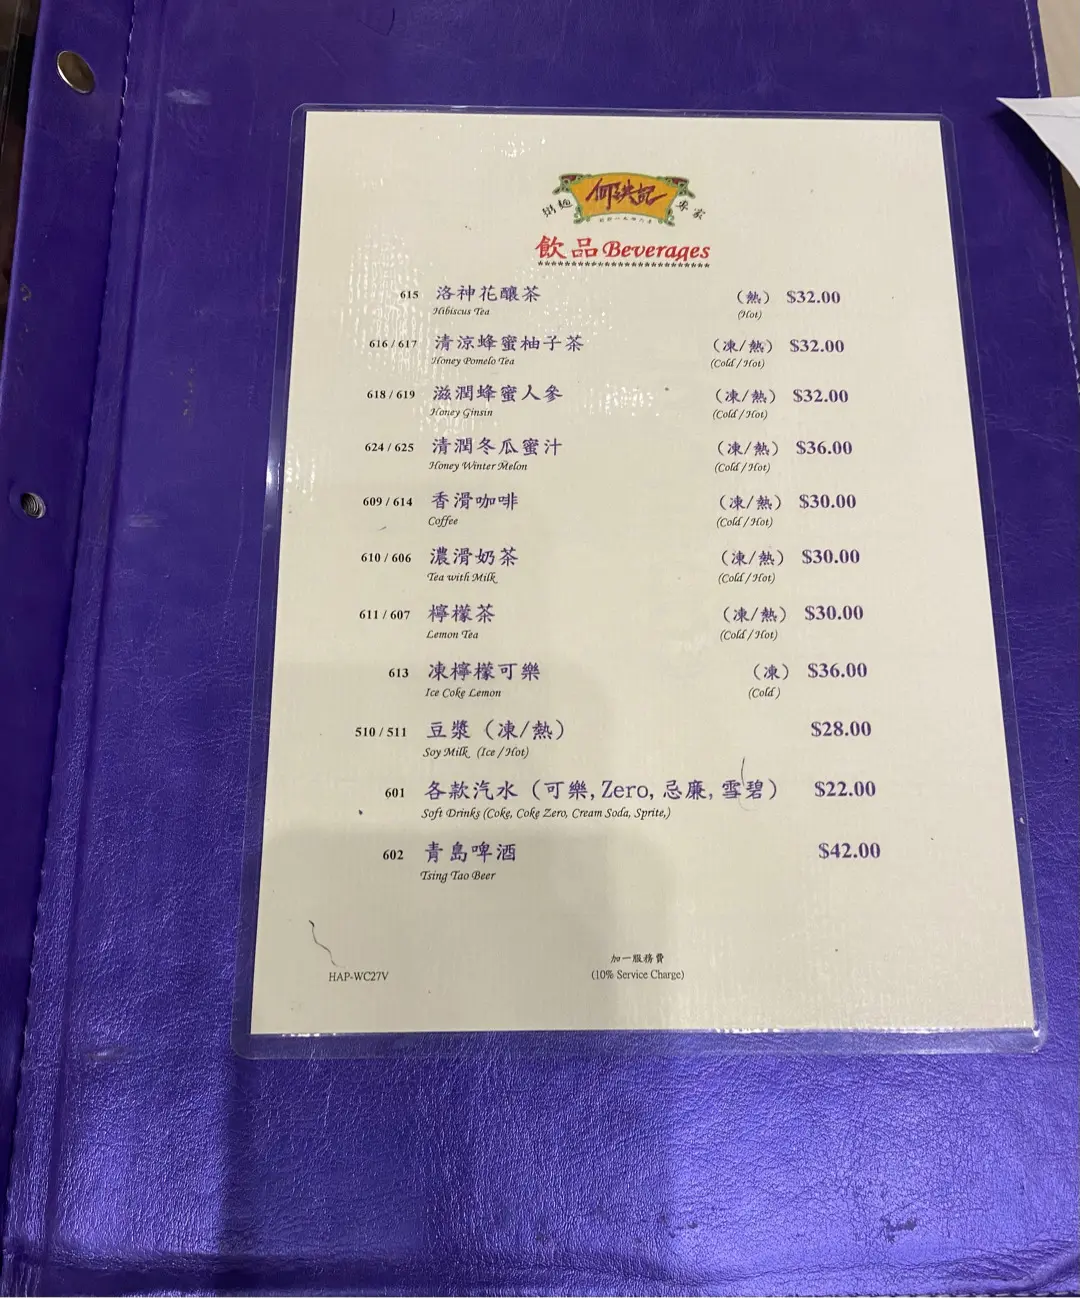 粥麵 何洪記 專家
飲品 Beverages
************************
615 洛神花釀茶 (熱) $32.00
Hibiscus Tea (Hot)
616 / 617 清涼蜂蜜柚子茶 (凍/熱) $32.00
Honey Pomelo Tea (Cold / Hot)
618 / 619 滋潤蜂蜜人參 (凍/熱) $32.00
Honey Ginsin (Cold / Hot)
624 / 625 清潤冬瓜蜜汁 (凍/熱) $36.00
Honey Winter Melon (Cold / Hot)
609 / 614 香滑咖啡 (凍/熱) $30.00
Coffee (Cold / Hot)
610 / 606 濃滑奶茶 (凍/熱) $30.00
Tea with Milk (Cold / Hot)
611 / 607 檸檬茶 (凍/熱) $30.00
Lemon Tea (Cold / Hot)
613 凍檸檬可樂 (凍) $36.00
Ice Coke Lemon (Cold )
510 / 511 豆漿 (凍/熱) $28.00
Soy Milk (Ice / Hot)
601 各款汽水 (可樂, Zero, 忌廉, 雪碧) $22.00
Soft Drinks (Coke, Coke Zero, Cream Soda, Sprite,)
602 青島啤酒 $42.00
Tsing Tao Beer
加一服務費
HAP-WC27V (10% Service Charge)